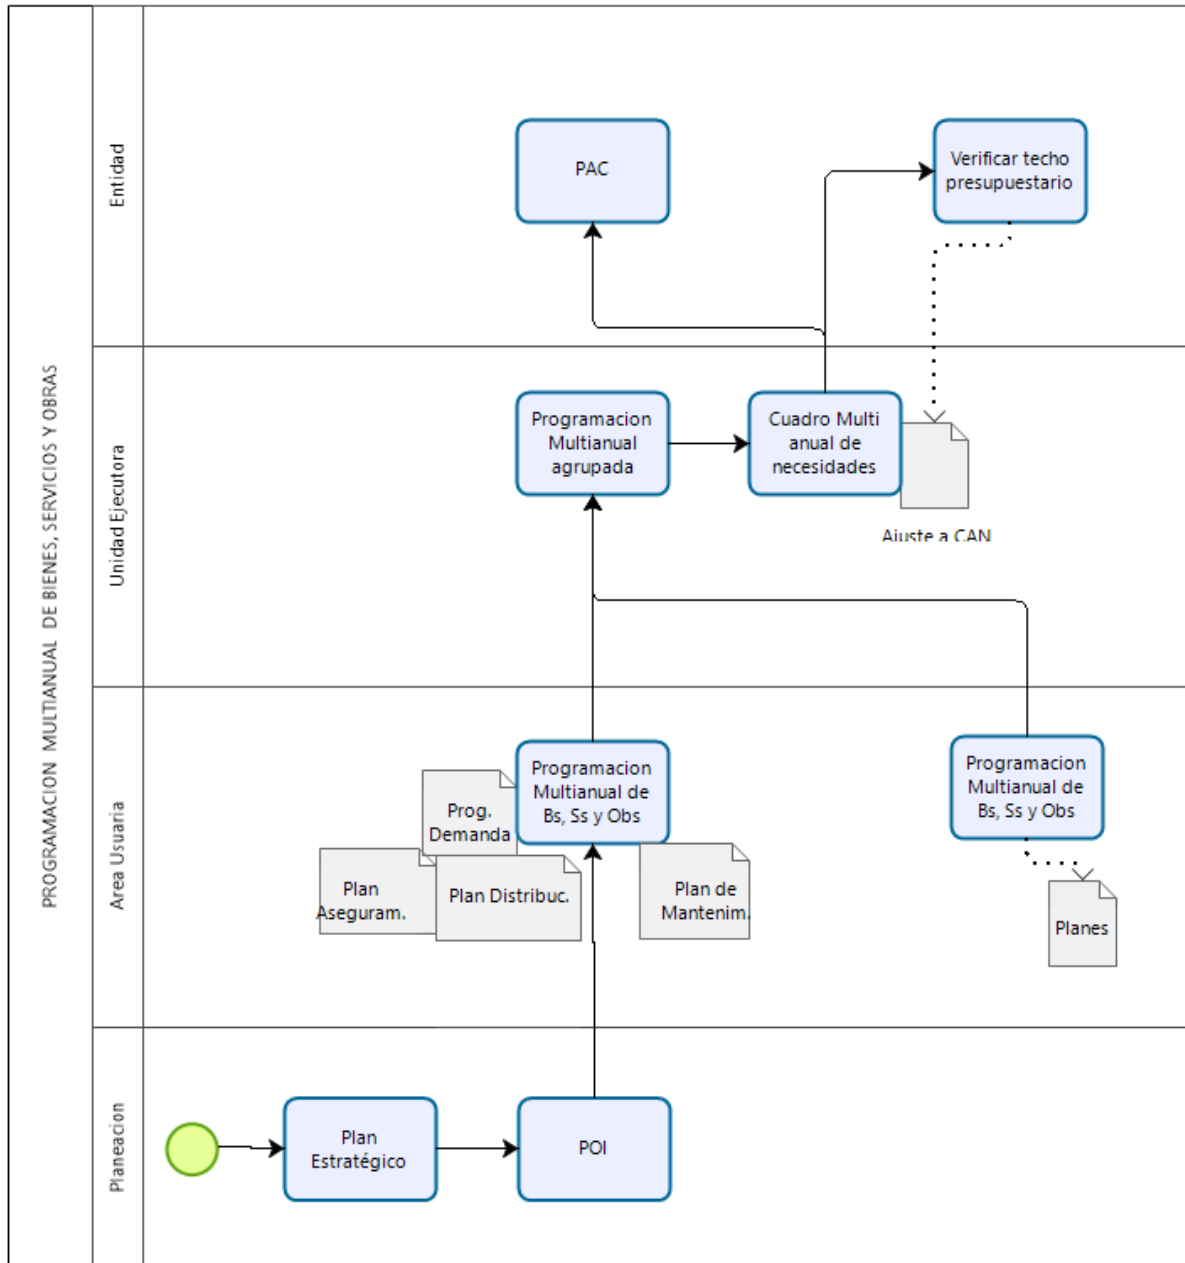 PROGRAMACION MULTIANUAL DE BIENES, SERVICIOS Y OBRAS
Entidad
PAC
Verificar techo
presupuestario
Unidad Ejecutora
Programacion
Multianual
agrupada
Cuadro Multi
anual de
necesidades
Ajuste a CAN
Area Usuaria
Prog.
Demanda
Programacion
Multianual de
Bs, Ss y Obs
Plan
Aseguram.
Plan Distribuc.
Plan de
Mantenim.
Programacion
Multianual de
Bs, Ss y Obs
Planes
Planeacion
Plan
Estratégico
POI